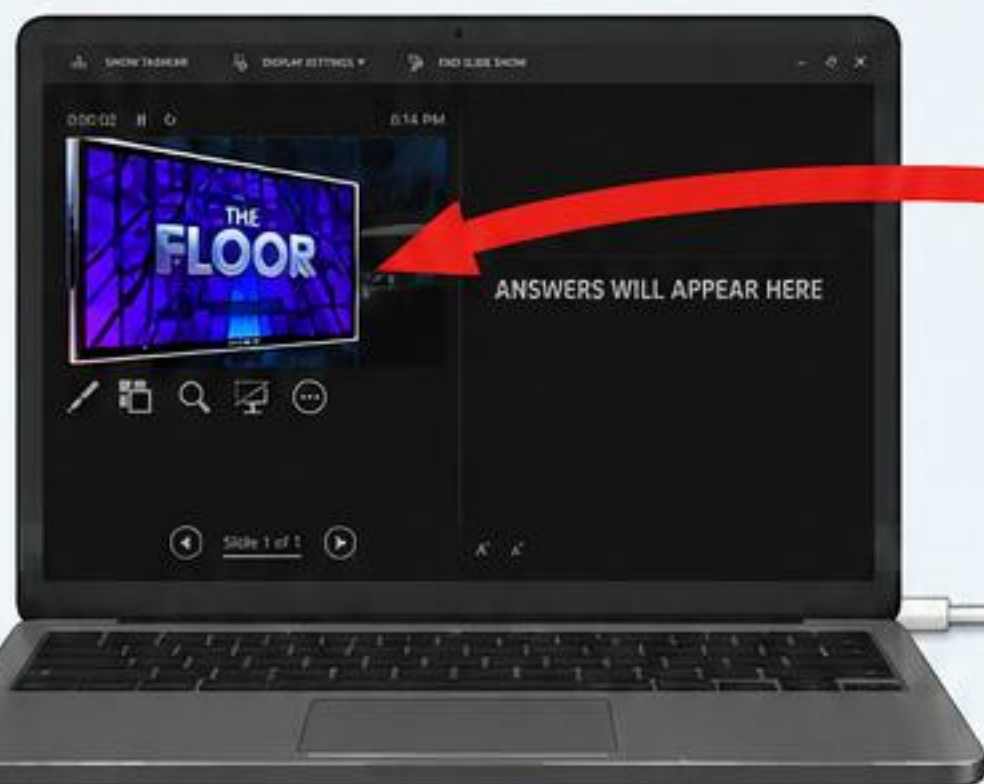 SHOW TASKBAR
DISPLAY SETTINGS ▼
END SLIDE SHOW
0:00:02
6:14 PM
THE
FLOOR
ANSWERS WILL APPEAR HERE
Slide 1 of 1
A A